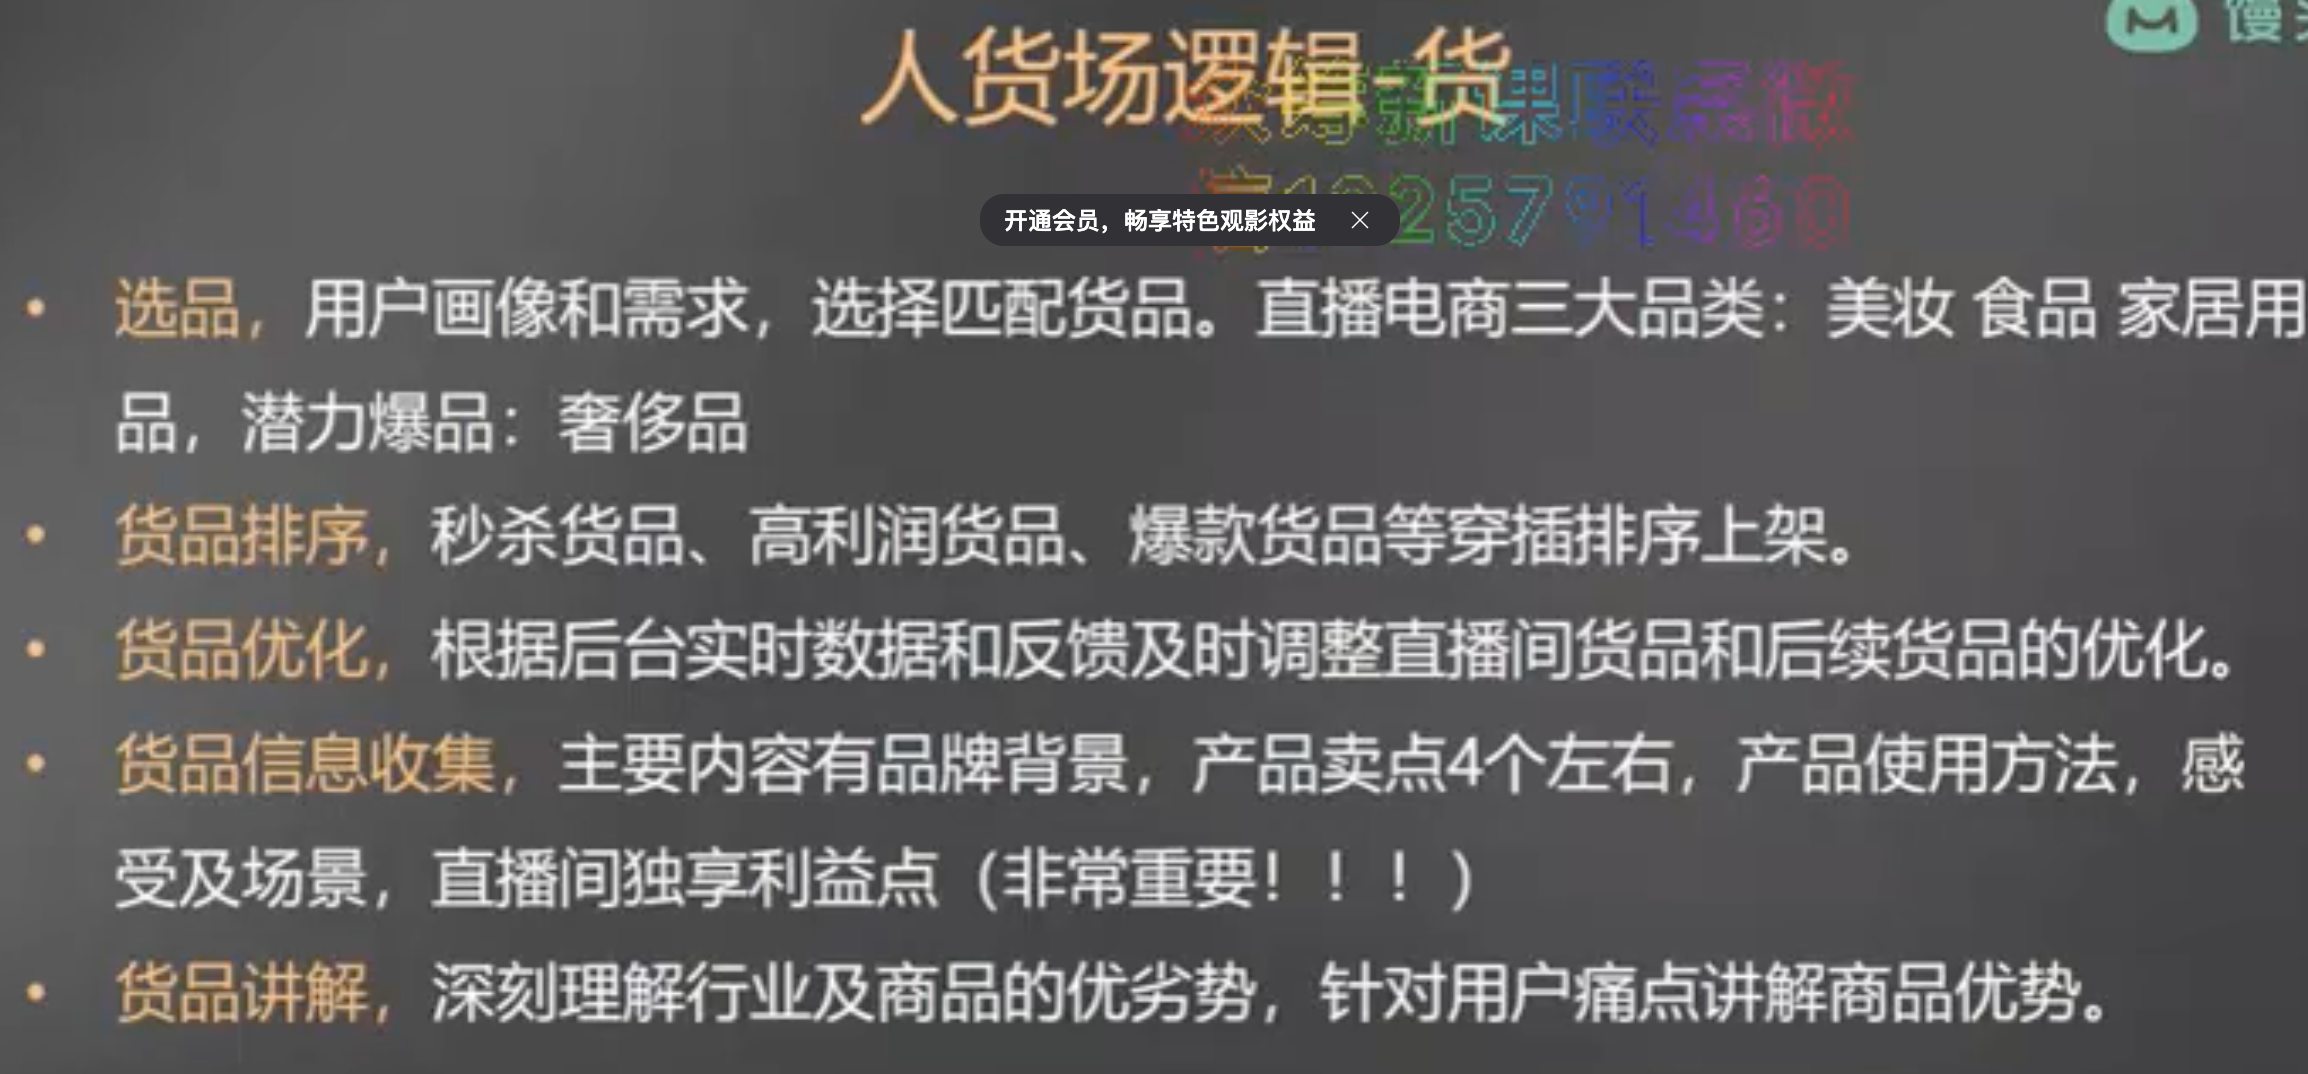 馒
人货场逻辑-货
新课联系微
25791460
开通会员，畅享特色观影权益
• 选品，用户画像和需求，选择匹配货品。直播电商三大品类：美妆 食品 家居用
品，潜力爆品：奢侈品
• 货品排序，秒杀货品、高利润货品、爆款货品等穿插排序上架。
• 货品优化，根据后台实时数据和反馈及时调整直播间货品和后续货品的优化。
• 货品信息收集，主要内容有品牌背景，产品卖点4个左右，产品使用方法，感
受及场景，直播间独享利益点（非常重要！！！）
• 货品讲解，深刻理解行业及商品的优劣势，针对用户痛点讲解商品优势。